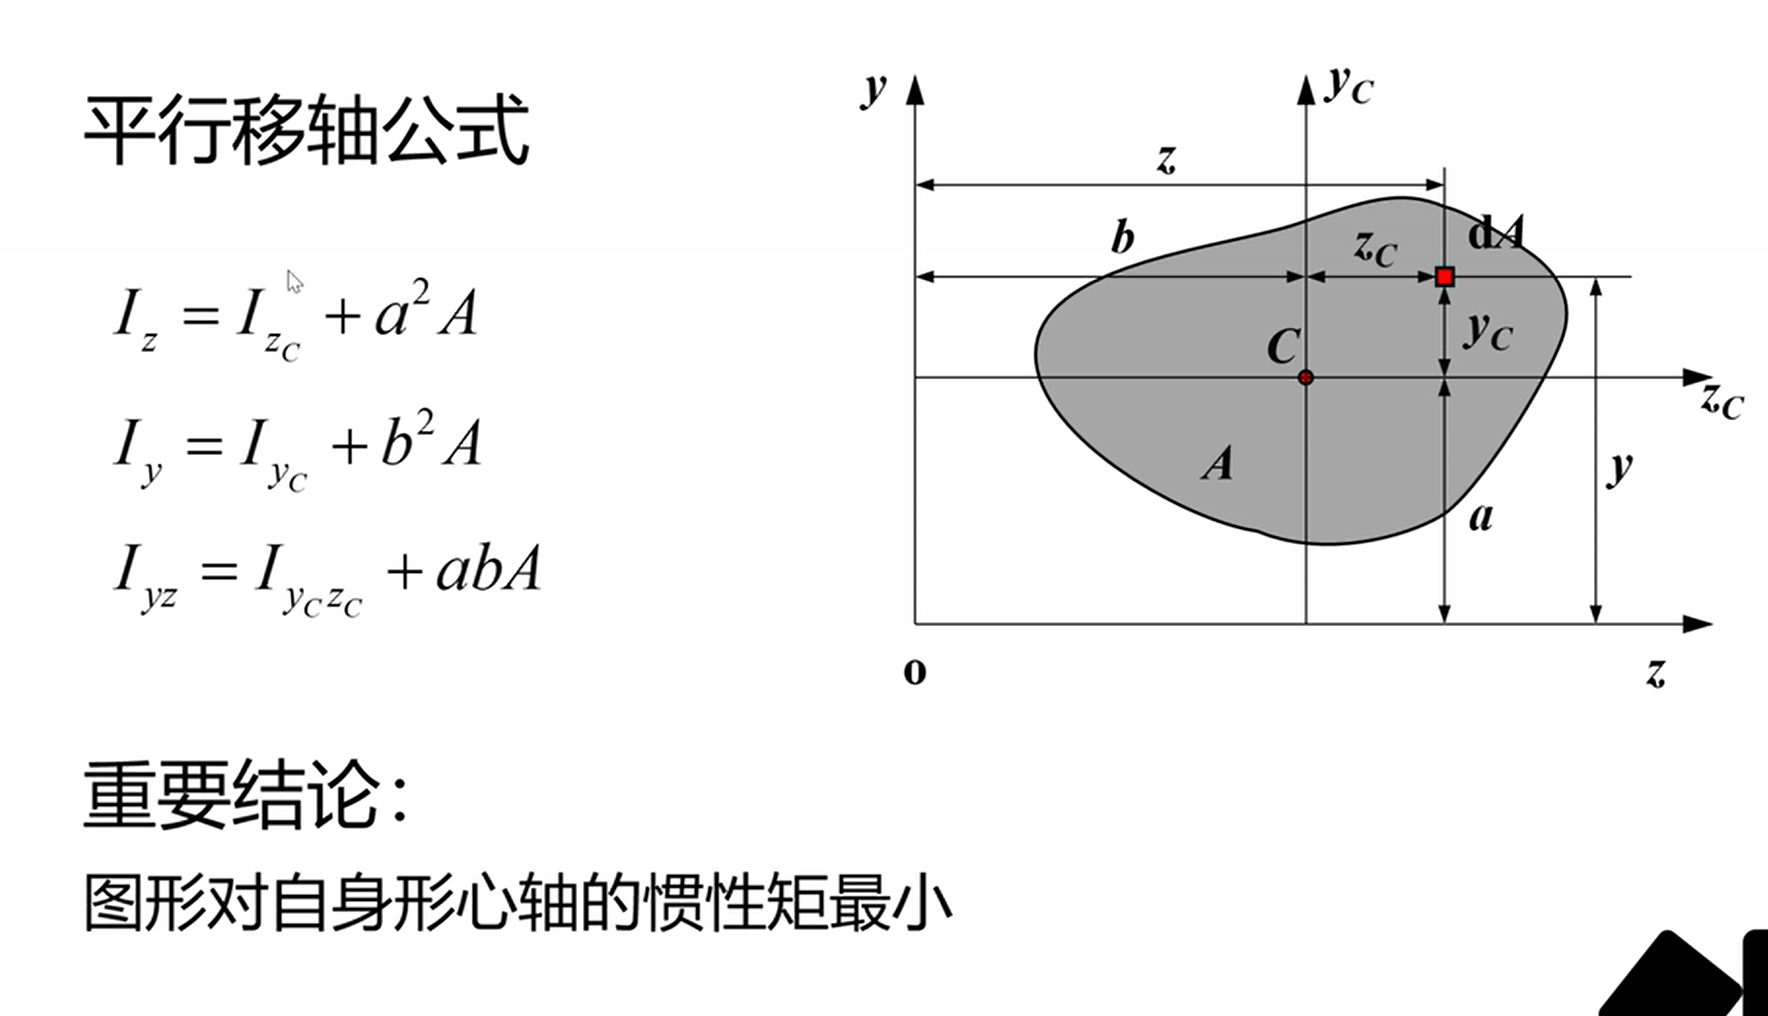 平行移轴公式
I_z = I_{z_C} + a² A
I_y = I_{y_C} + b² A
I_{yz} = I_{y_C z_C} + abA
重要结论：
图形对自身形心轴的惯性矩最小
y
y_C
z
b
z_C
dA
C
y_C
z_C
A
y
a
o
z